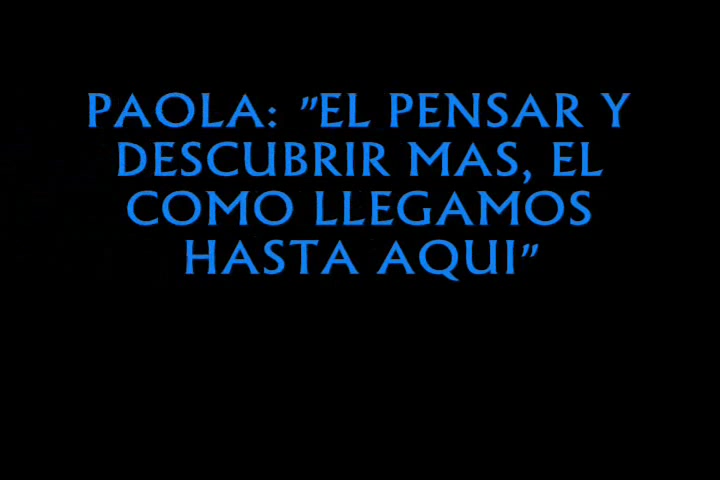 PAOLA: "EL PENSAR Y
DESCUBRIR MAS, EL
COMO LLEGAMOS
HASTA AQUI"